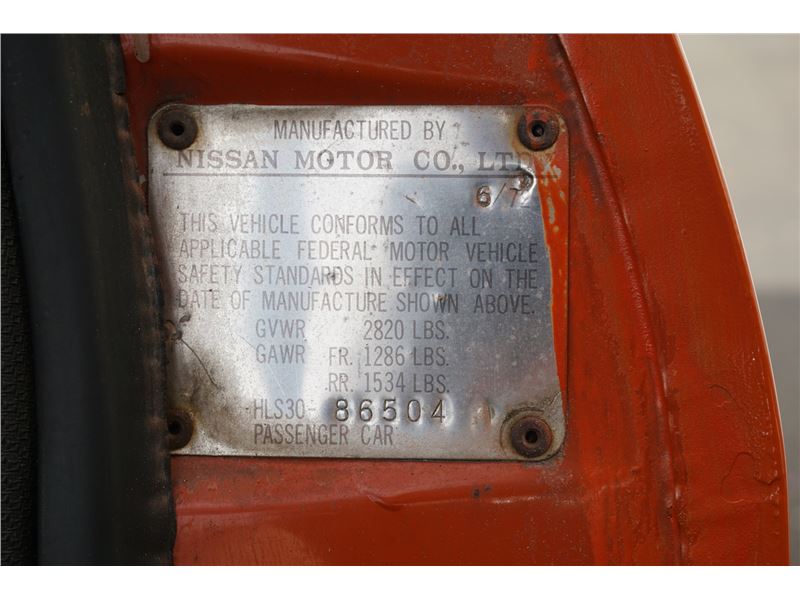 MANUFACTURED BY
NISSAN MOTOR CO., LTD.
6/72
THIS VEHICLE CONFORMS TO ALL
APPLICABLE FEDERAL MOTOR VEHICLE
SAFETY STANDARDS IN EFFECT ON THE
DATE OF MANUFACTURE SHOWN ABOVE.
GVWR 2820 LBS.
GAWR FR. 1286 LBS.
RR. 1534 LBS.
HLS30- 86504
PASSENGER CAR